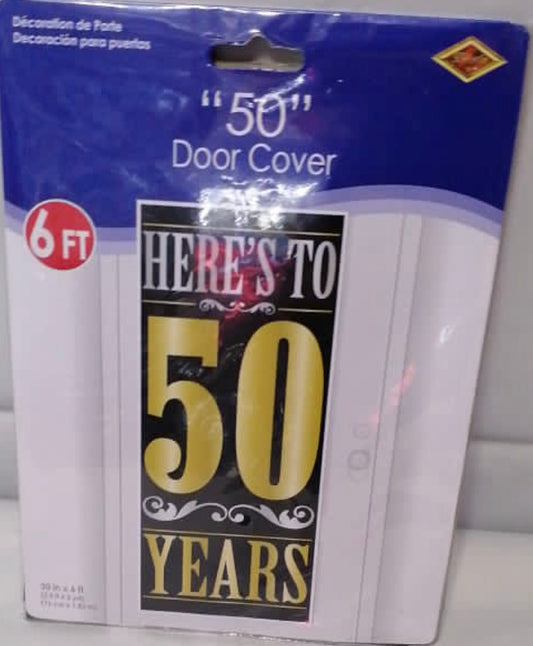 Décoration de Porte
Decoración para puertas
“50”
Door Cover
6 FT
HERE'S TO
50
YEARS
30 in x 6 ft